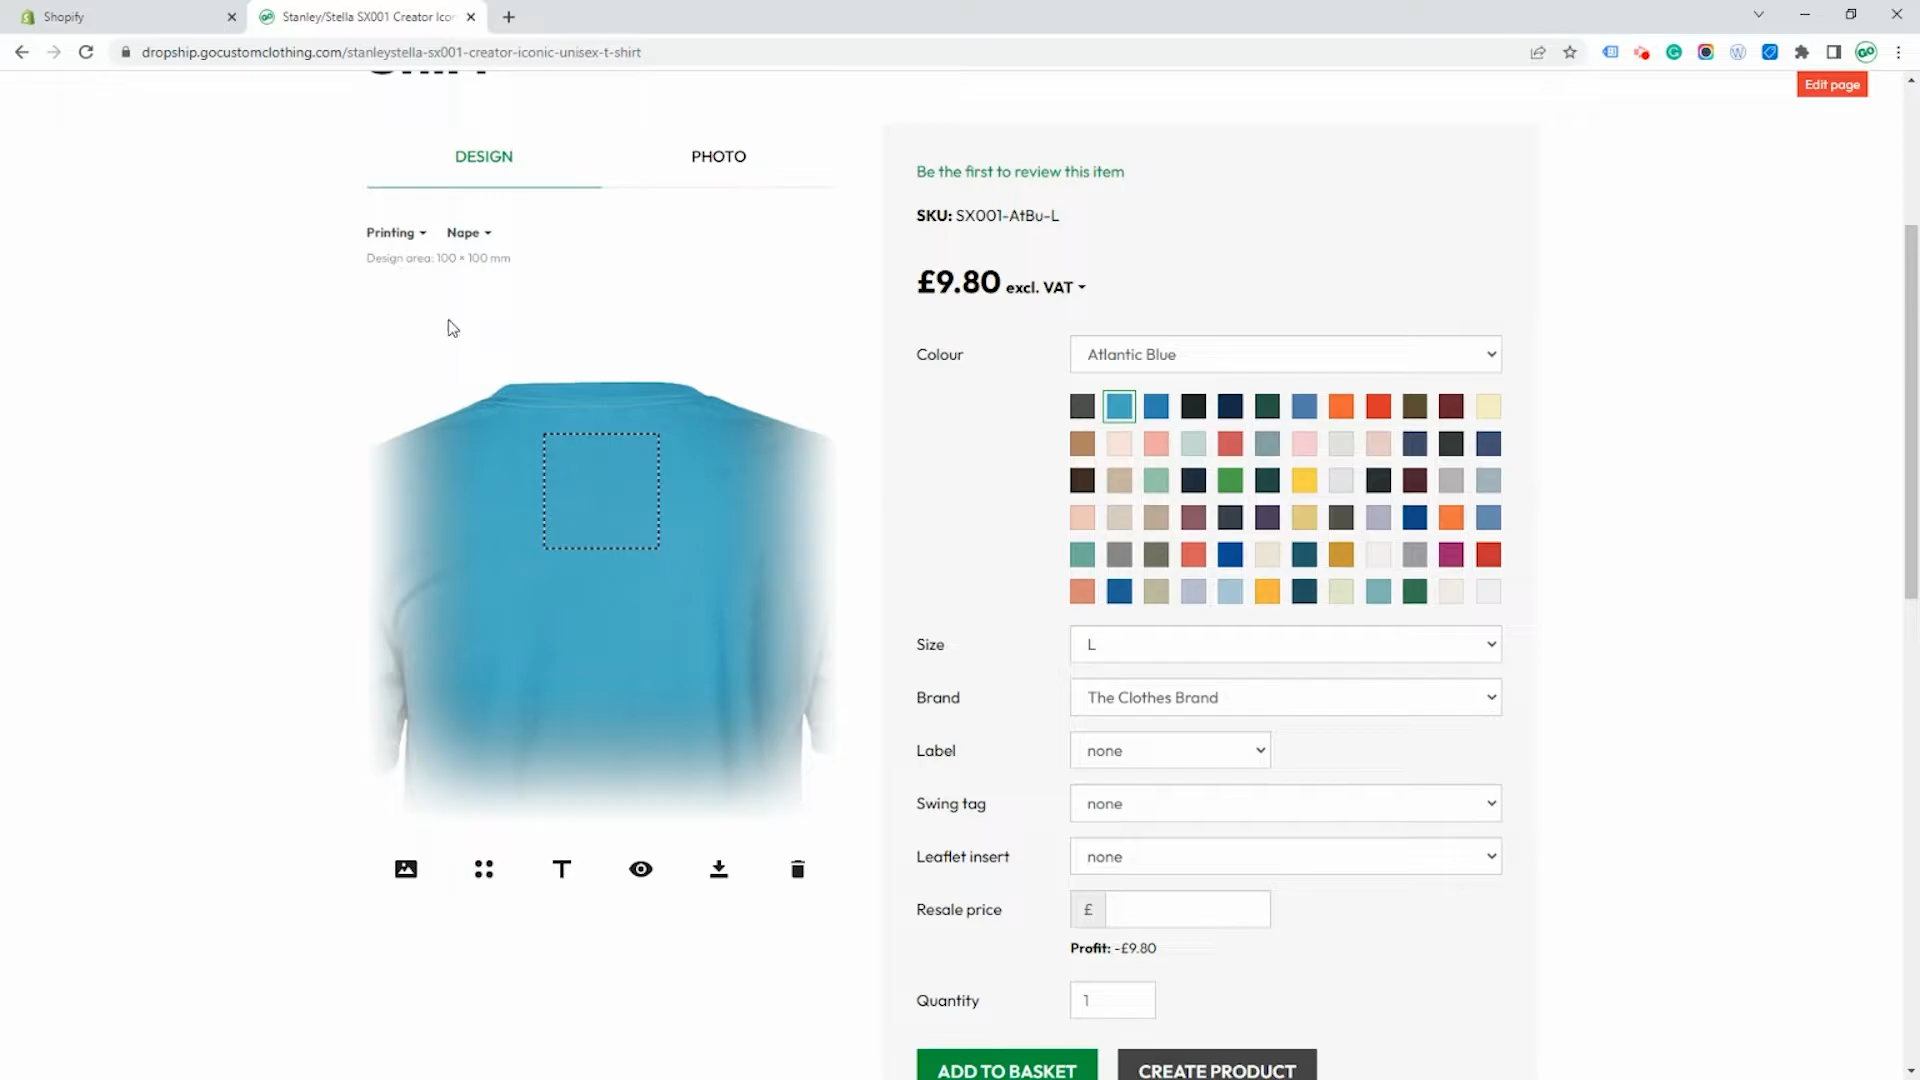 Shopify
Stanley/Stella SX001 Creator Ico
dropship.gocustomclothing.com/stanleystella-sx001-creator-iconic-unisex-t-shirt
GO
Edit page
DESIGN
PHOTO
Be the first to review this item
Printing
Nape
SKU: SX001-AtBu-L
Design area: 100 × 100 mm
£9.80 excl. VAT
Colour
Atlantic Blue
Size
L
Brand
The Clothes Brand
Label
none
Swing tag
none
T
Leaflet insert
none
Resale price
£
Profit: -£9.80
Quantity
1
ADD TO BASKET
CREATE PRODUCT